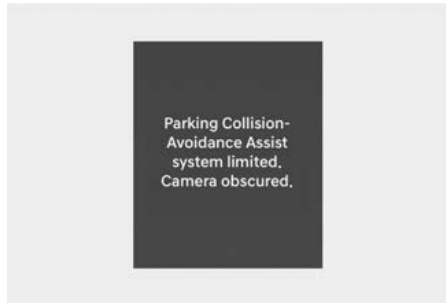 Parking Collision-
Avoidance Assist
system limited.
Camera obscured.